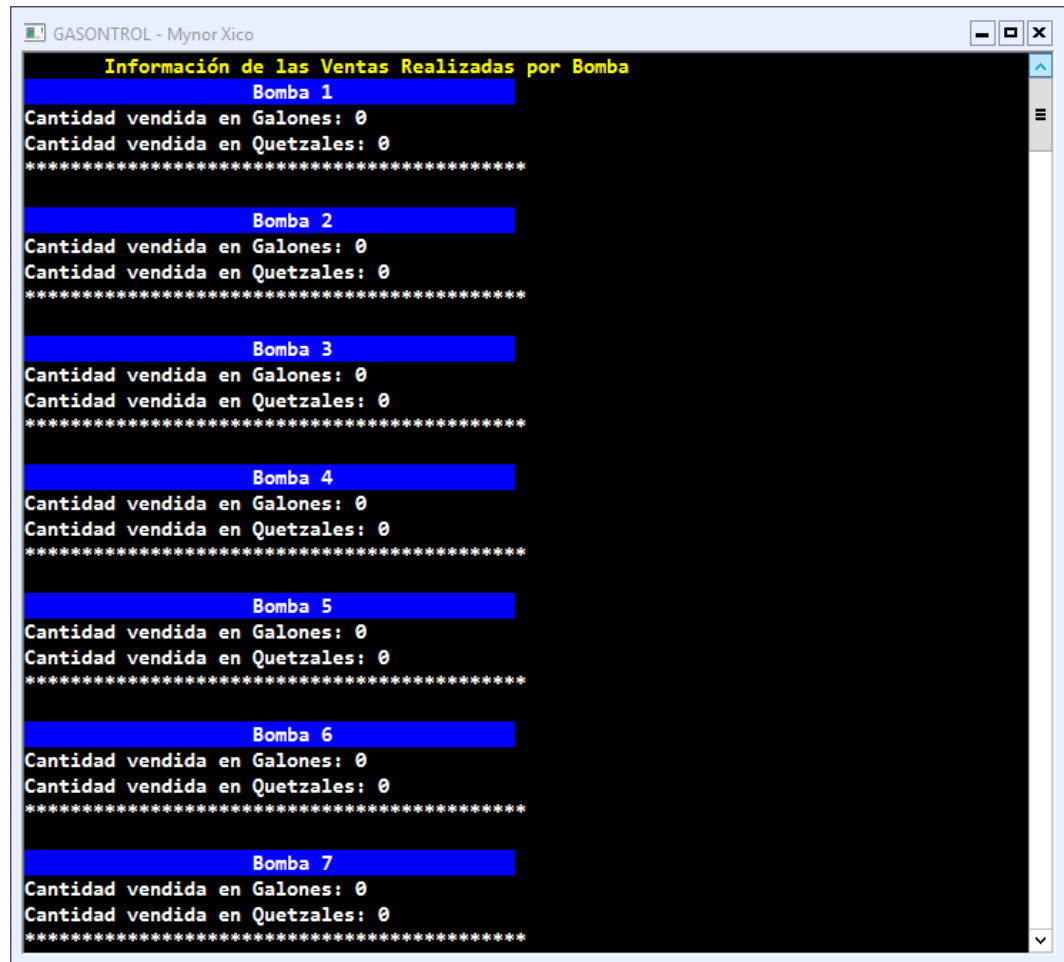 GASONTROL - Mynor Xico
Información de las Ventas Realizadas por Bomba
Bomba 1
Cantidad vendida en Galones: 0
Cantidad vendida en Quetzales: 0
********************************************
Bomba 2
Cantidad vendida en Galones: 0
Cantidad vendida en Quetzales: 0
********************************************
Bomba 3
Cantidad vendida en Galones: 0
Cantidad vendida en Quetzales: 0
********************************************
Bomba 4
Cantidad vendida en Galones: 0
Cantidad vendida en Quetzales: 0
********************************************
Bomba 5
Cantidad vendida en Galones: 0
Cantidad vendida en Quetzales: 0
********************************************
Bomba 6
Cantidad vendida en Galones: 0
Cantidad vendida en Quetzales: 0
********************************************
Bomba 7
Cantidad vendida en Galones: 0
Cantidad vendida en Quetzales: 0
********************************************